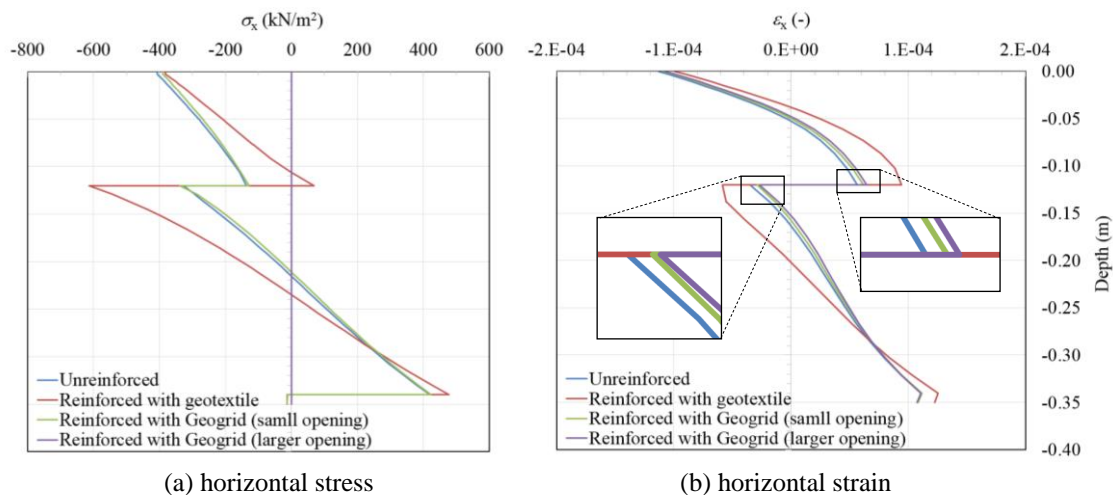 σx (kN/m²)
-800 -600 -400 -200 0 200 400 600
Unreinforced
Reinforced with geotextile
Reinforced with Geogrid (samll opening)
Reinforced with Geogrid (larger opening)
(a) horizontal stress
εx (-)
-2.E-04 -1.E-04 0.E+00 1.E-04 2.E-04
0.00
-0.05
-0.10
-0.15
-0.20
-0.25
-0.30
-0.35
-0.40
Depth (m)
Unreinforced
Reinforced with geotextile
Reinforced with Geogrid (samll opening)
Reinforced with Geogrid (larger opening)
(b) horizontal strain